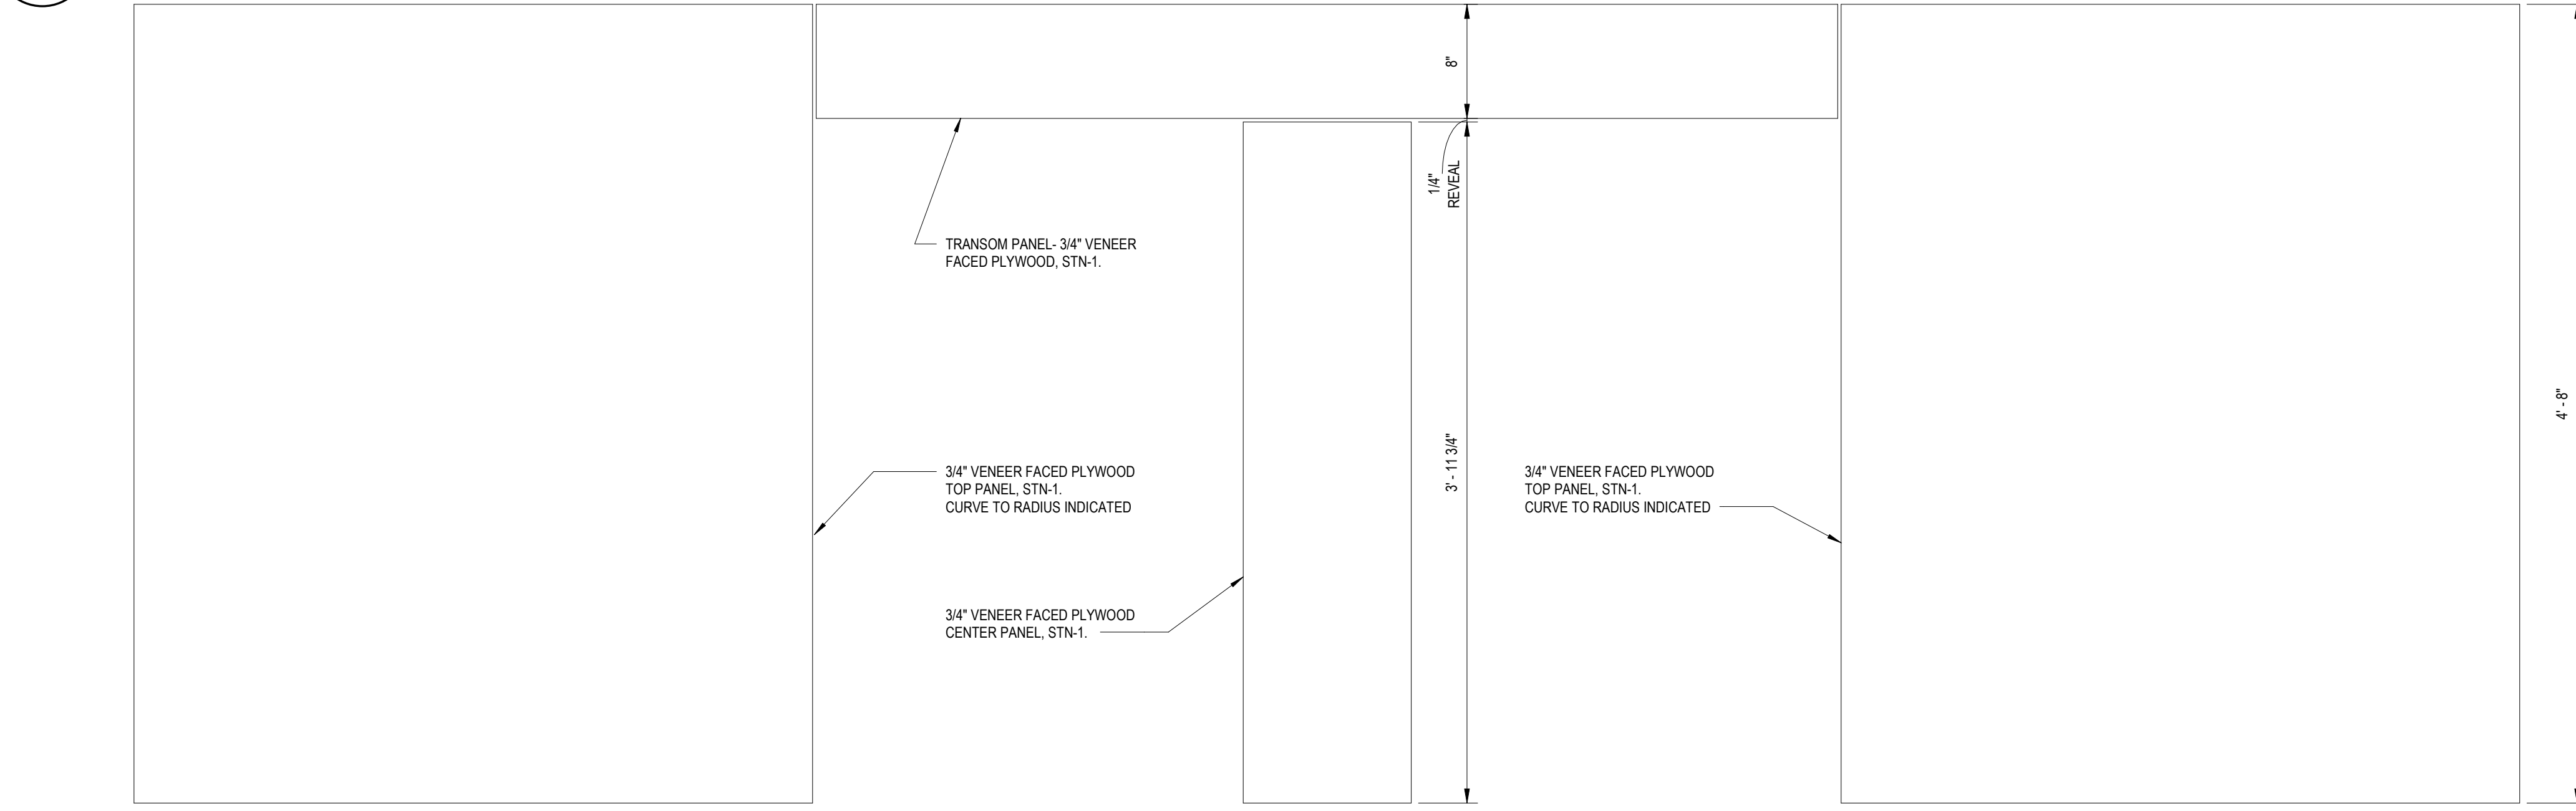 8"
1/4"
REVEAL
TRANSOM PANEL- 3/4" VENEER
FACED PLYWOOD, STN-1.
3/4" VENEER FACED PLYWOOD
TOP PANEL, STN-1.
CURVE TO RADIUS INDICATED
3' - 11 3/4"
3/4" VENEER FACED PLYWOOD
TOP PANEL, STN-1.
CURVE TO RADIUS INDICATED
4' - 8"
3/4" VENEER FACED PLYWOOD
CENTER PANEL, STN-1.